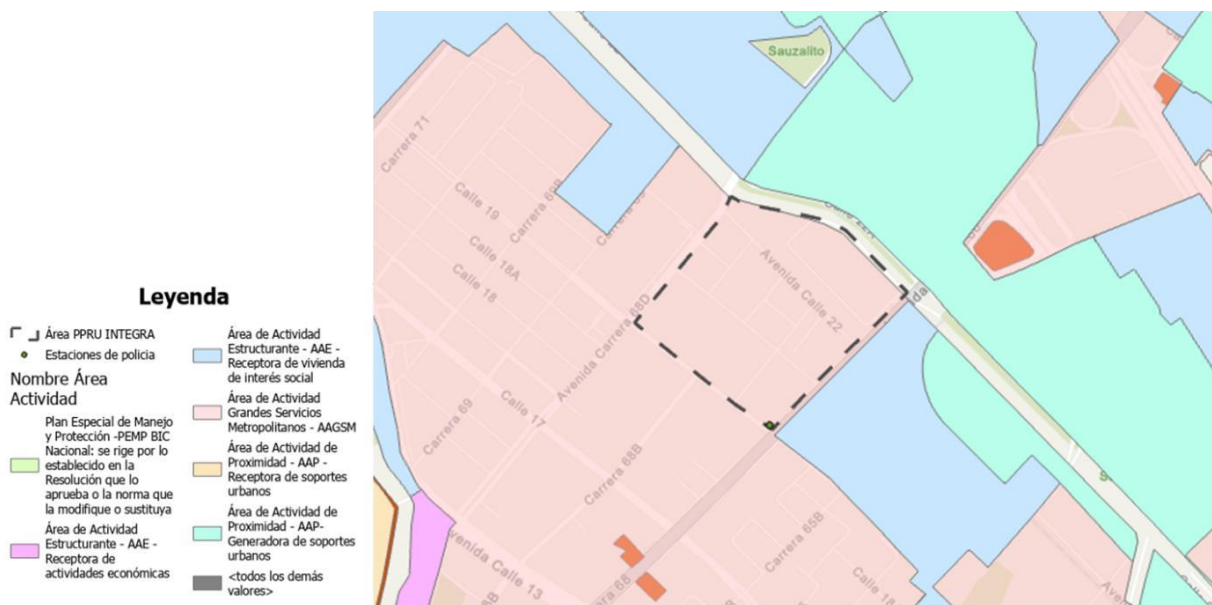 Leyenda
Área PPRU INTEGRA
Estaciones de policia
Nombre Área
Actividad
Plan Especial de Manejo
y Protección -PEMP BIC
Nacional: se rige por lo
establecido en la
Resolución que lo
aprueba o la norma que
la modifique o sustituya
Área de Actividad
Estructurante - AAE -
Receptora de
actividades económicas
Área de Actividad
Estructurante - AAE -
Receptora de vivienda
de interés social
Área de Actividad
Grandes Servicios
Metropolitanos - AAGSM
Área de Actividad de
Proximidad - AAP -
Receptora de soportes
urbanos
Área de Actividad de
Proximidad - AAP-
Generadora de soportes
urbanos
<todos los demás
valores>
Sauzalito
Carrera 71
Carrera 69B
Calle 19
Calle 18A
Calle 18
Calle 22A
Avenida Calle 22
Avenida Carrera 68D
Carrera 69
Calle 17
Carrera 68B
Carrera 65B
Avenida Calle 13
Carrera 66
Calle 18